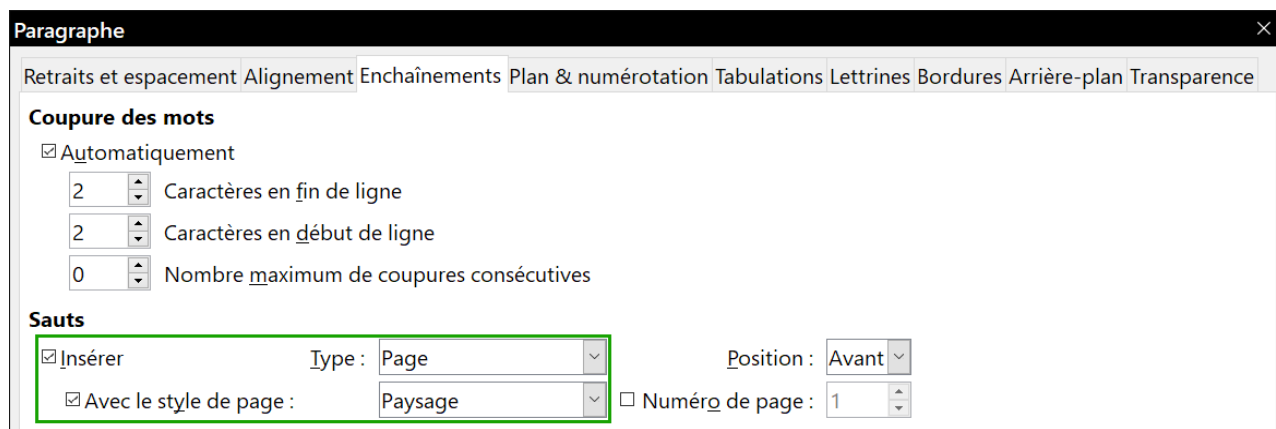 Paragraphe
Retraits et espacement Alignement Enchaînements Plan & numérotation Tabulations Lettrines Bordures Arrière-plan Transparence
Coupure des mots
Automatiquement
2 Caractères en fin de ligne
2 Caractères en début de ligne
0 Nombre maximum de coupures consécutives
Sauts
Insérer Type : Page Position : Avant
Avec le style de page : Paysage Numéro de page : 1